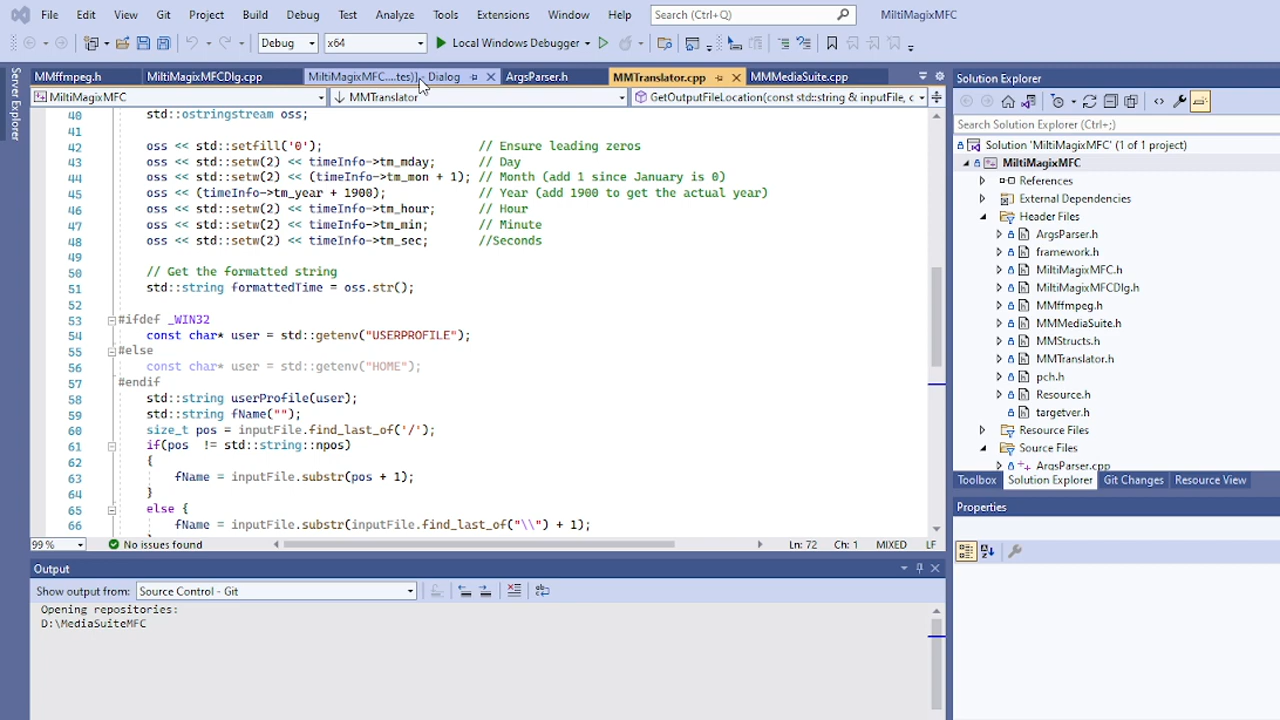 File Edit View Git Project Build Debug Test Analyze Tools Extensions Window Help Search (Ctrl+Q) MiltiMagixMFC
Debug x64 Local Windows Debugger
Server Explorer
MMffmpeg.h MiltiMagixMFCDlg.cpp MiltiMagixMFC....tes)] - Dialog ArgsParser.h MMTranslator.cpp MMMediaSuite.cpp
MiltiMagixMFC MMTranslator GetOutputFileLocation(const std::string & inputFile, c
40 std::ostringstream oss;
41
42 oss << std::setfill('0'); // Ensure leading zeros
43 oss << std::setw(2) << timeInfo->tm_mday; // Day
44 oss << std::setw(2) << (timeInfo->tm_mon + 1); // Month (add 1 since January is 0)
45 oss << (timeInfo->tm_year + 1900); // Year (add 1900 to get the actual year)
46 oss << std::setw(2) << timeInfo->tm_hour; // Hour
47 oss << std::setw(2) << timeInfo->tm_min; // Minute
48 oss << std::setw(2) << timeInfo->tm_sec; //Seconds
49
50 // Get the formatted string
51 std::string formattedTime = oss.str();
52
53 #ifdef _WIN32
54 const char* user = std::getenv("USERPROFILE");
55 #else
56 const char* user = std::getenv("HOME");
57 #endif
58 std::string userProfile(user);
59 std::string fName("");
60 size_t pos = inputFile.find_last_of('/');
61 if(pos != std::string::npos)
62 {
63 fName = inputFile.substr(pos + 1);
64 }
65 else {
66 fName = inputFile.substr(inputFile.find_last_of("\\") + 1);
99 % No issues found Ln: 72 Ch: 1 MIXED LF
Output
Show output from: Source Control - Git
Opening repositories:
D:\MediaSuiteMFC
Solution Explorer
Search Solution Explorer (Ctrl+;)
Solution 'MiltiMagixMFC' (1 of 1 project)
MiltiMagixMFC
References
External Dependencies
Header Files
ArgsParser.h
framework.h
MiltiMagixMFC.h
MiltiMagixMFCDlg.h
MMffmpeg.h
MMMediaSuite.h
MMStructs.h
MMTranslator.h
pch.h
Resource.h
targetver.h
Resource Files
Source Files
ArgsParser.cpp
Toolbox Solution Explorer Git Changes Resource View
Properties